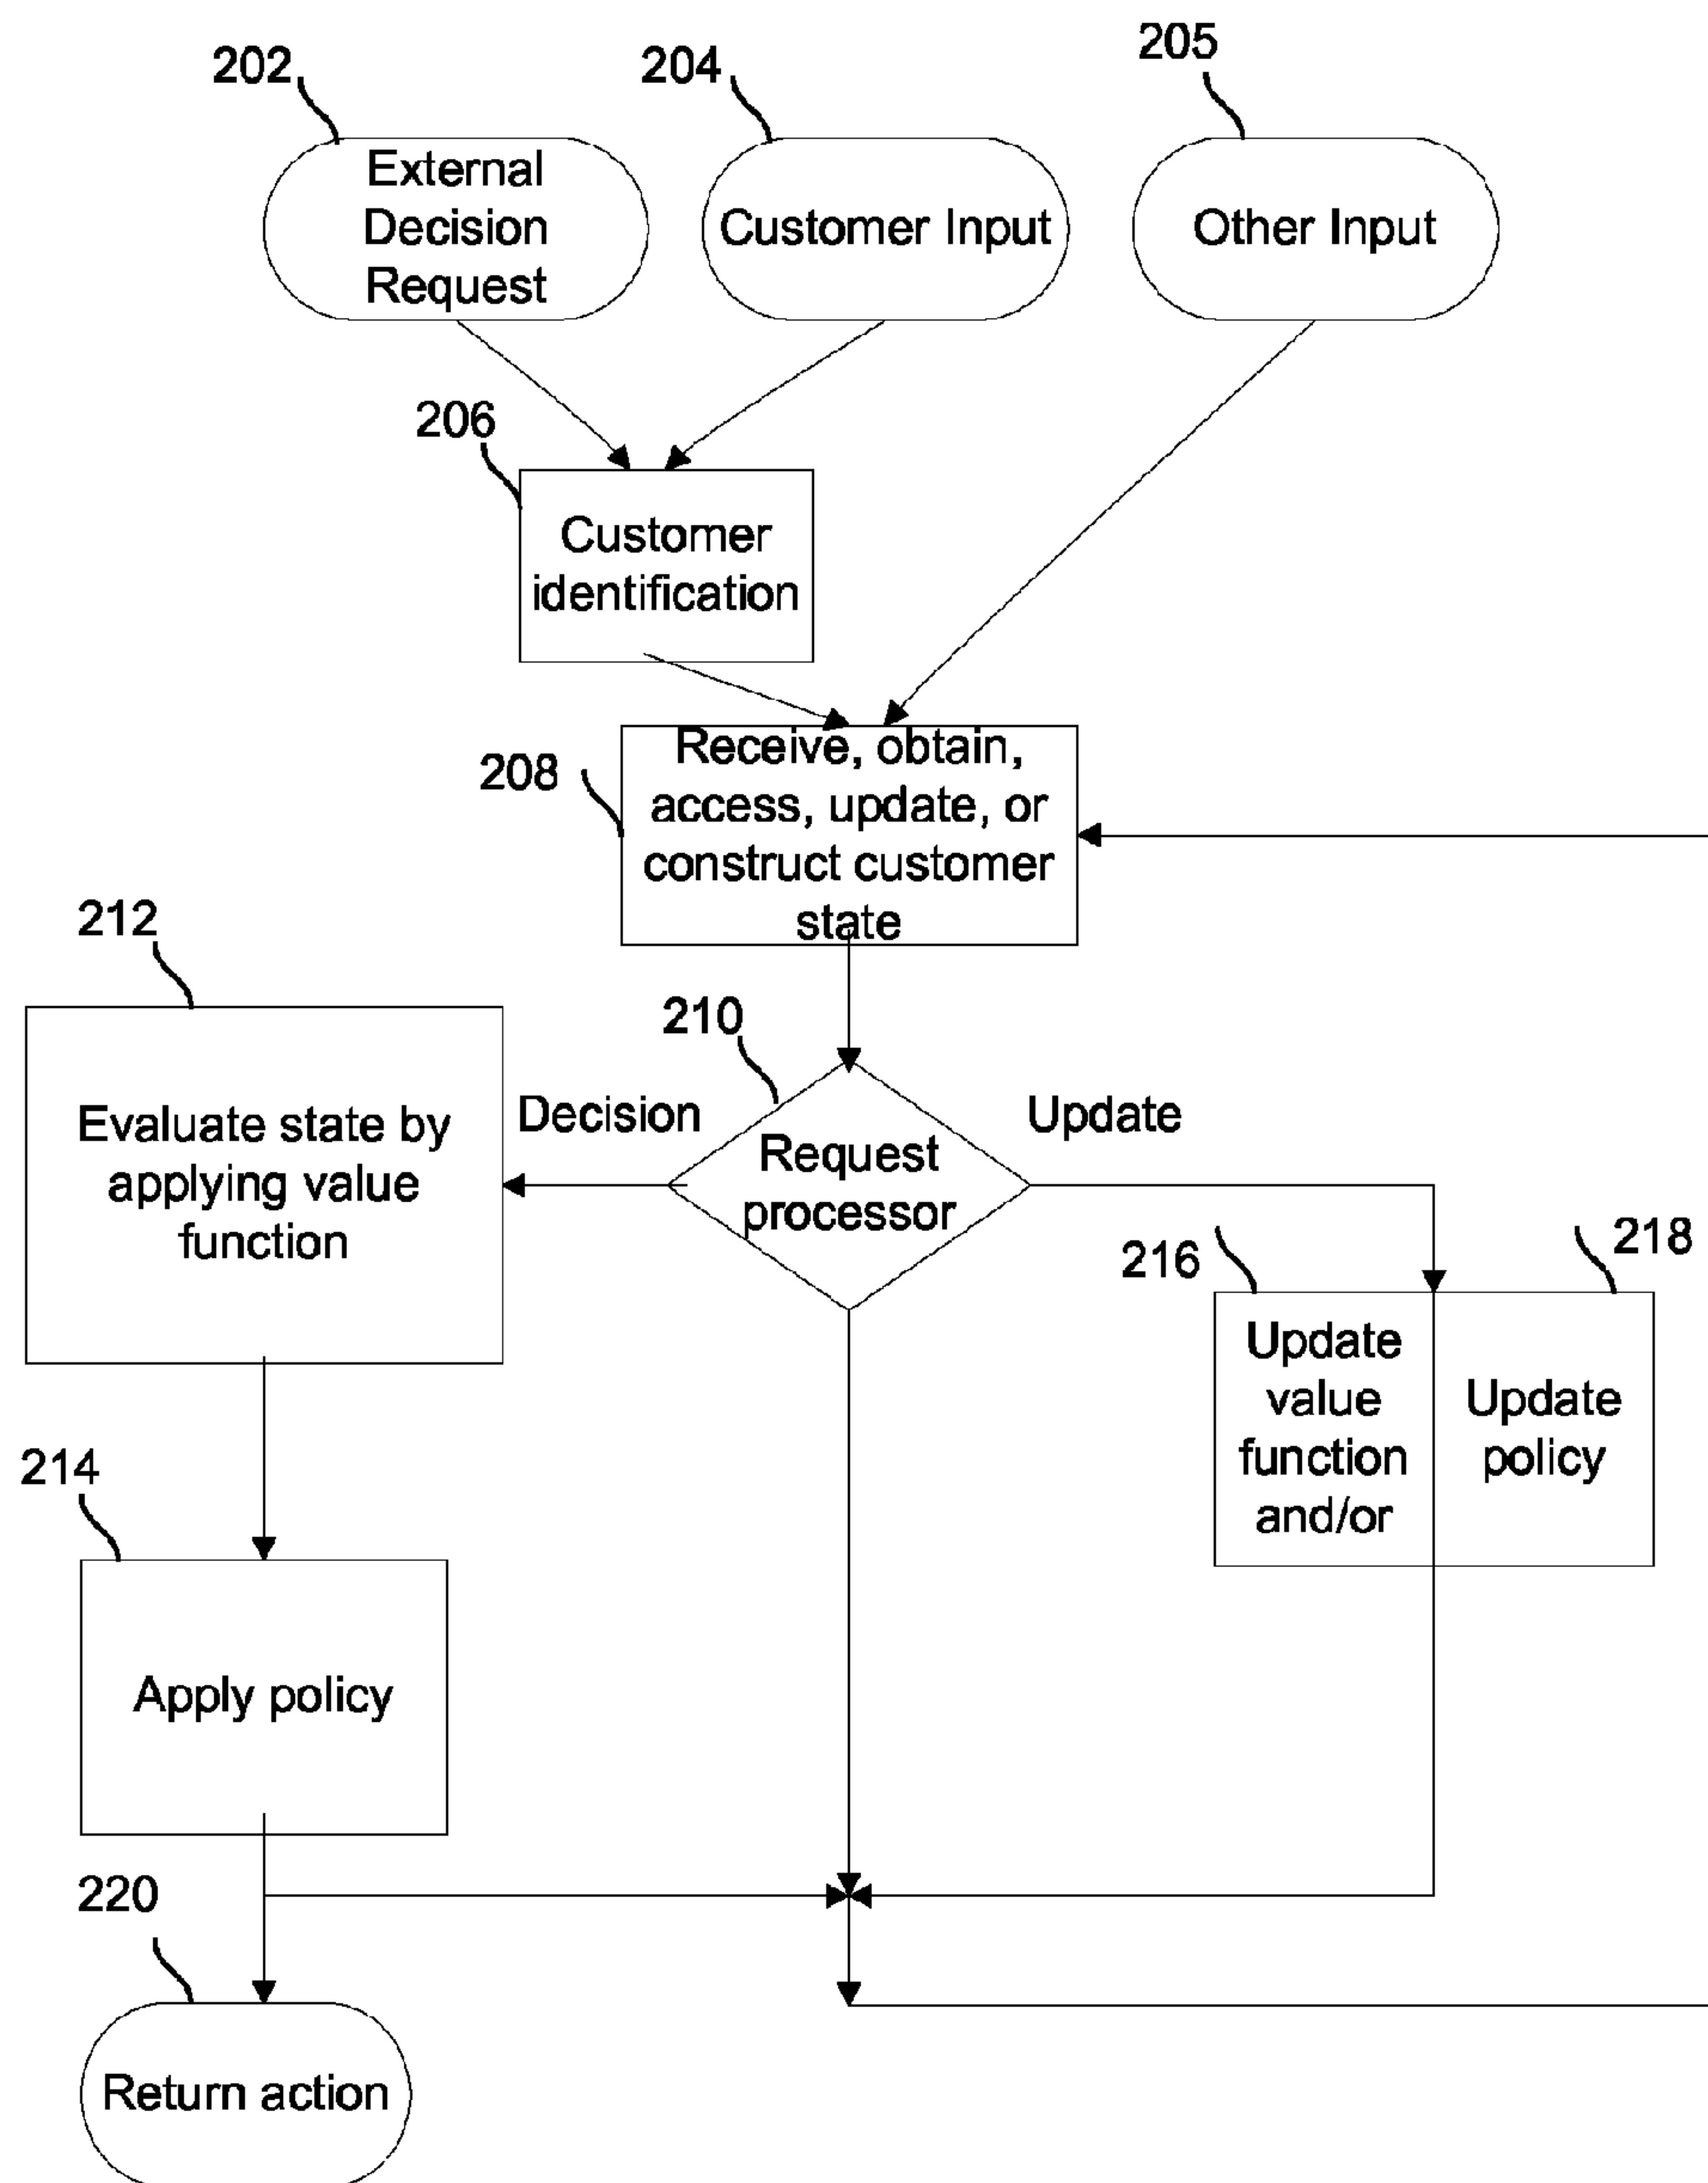 202
204
205
External
Decision
Request
Customer Input
Other Input
206
Customer
identification
208
Receive, obtain,
access, update, or
construct customer
state
212
210
Decision
Update
Evaluate state by
applying value
function
Request
processor
216
218
Update
value
function
and/or
Update
policy
214
Apply policy
220
Return action